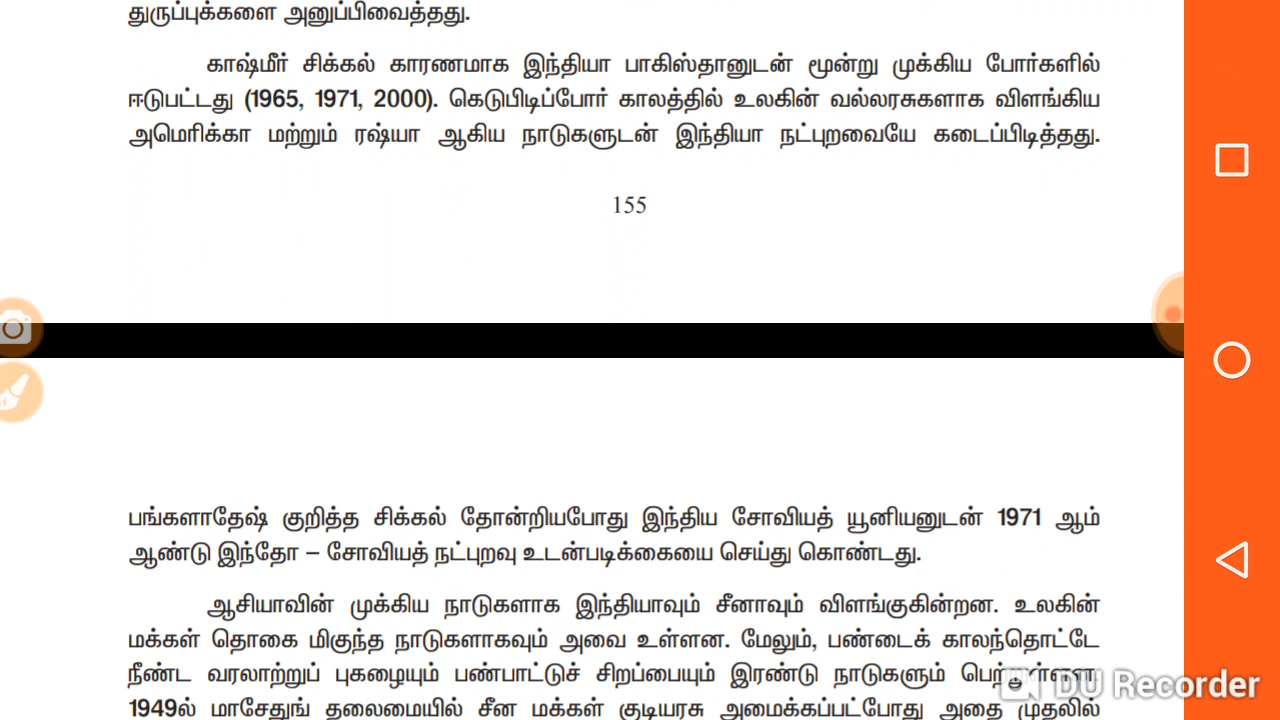 துருப்புக்களை அனுப்பிவைத்தது.
காஷ்மீர் சிக்கல் காரணமாக இந்தியா பாகிஸ்தானுடன் மூன்று முக்கிய போர்களில்
ஈடுபட்டது (1965, 1971, 2000). கெடுபிடிப்போர் காலத்தில் உலகின் வல்லரசுகளாக விளங்கிய
அமெரிக்கா மற்றும் ரஷ்யா ஆகிய நாடுகளுடன் இந்தியா நட்புறவையே கடைப்பிடித்தது.
155
பங்களாதேஷ் குறித்த சிக்கல் தோன்றியபோது இந்திய சோவியத் யூனியனுடன் 1971 ஆம்
ஆண்டு இந்தோ – சோவியத் நட்புறவு உடன்படிக்கையை செய்து கொண்டது.
ஆசியாவின் முக்கிய நாடுகளாக இந்தியாவும் சீனாவும் விளங்குகின்றன. உலகின்
மக்கள் தொகை மிகுந்த நாடுகளாகவும் அவை உள்ளன. மேலும், பண்டைக் காலந்தொட்டே
நீண்ட வரலாற்றுப் புகழையும் பண்பாட்டுச் சிறப்பையும் இரண்டு நாடுகளும் பெற்றுள்ளன.
DU Recorder
1949ல் மாசேதுங் தலைமையில் சீன மக்கள் குடியரசு அமைக்கப்பட்டபோது அதை முதலில்